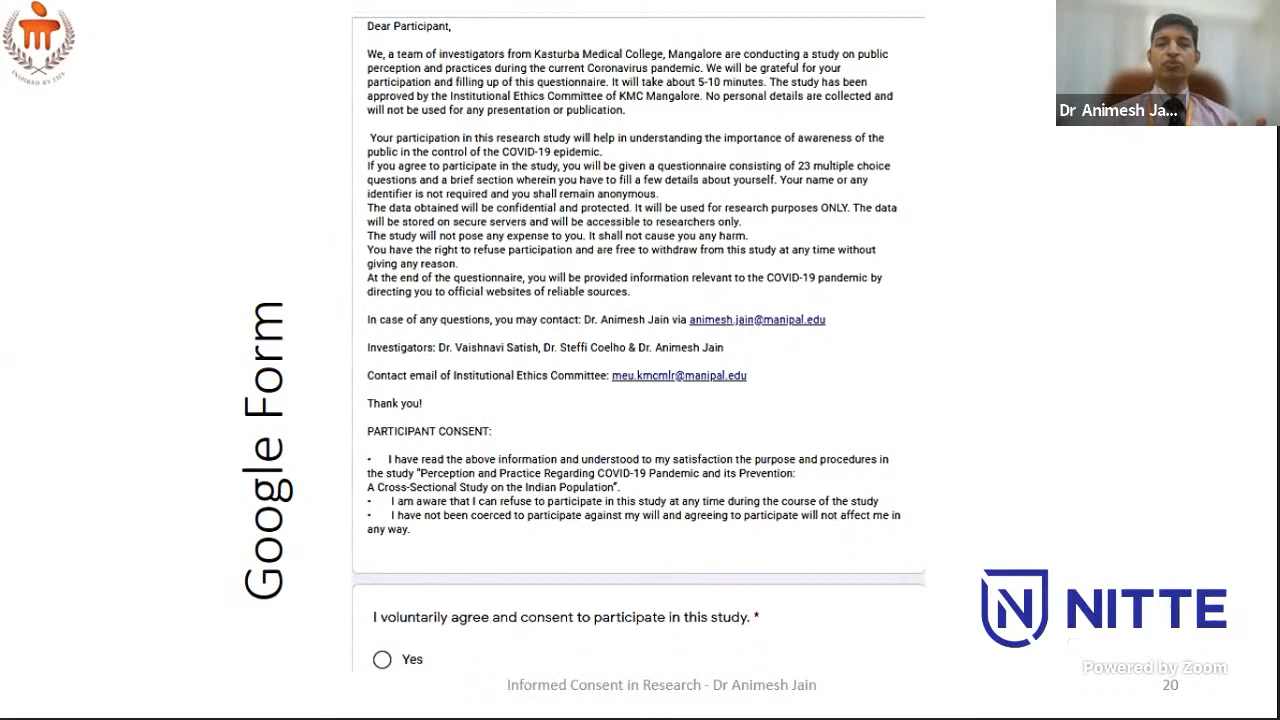 INSPIRED BY LIFE
Dear Participant,
We, a team of investigators from Kasturba Medical College, Mangalore are conducting a study on public
perception and practices during the current Coronavirus pandemic. We will be grateful for your
participation and filling up of this questionnaire. It will take about 5-10 minutes. The study has been
approved by the Institutional Ethics Committee of KMC Mangalore. No personal details are collected and
will not be used for any presentation or publication.
Your participation in this research study will help in understanding the importance of awareness of the
public in the control of the COVID-19 epidemic.
If you agree to participate in the study, you will be given a questionnaire consisting of 23 multiple choice
questions and a brief section wherein you have to fill a few details about yourself. Your name or any
identifier is not required and you shall remain anonymous.
The data obtained will be confidential and protected. It will be used for research purposes ONLY. The data
will be stored on secure servers and will be accessible to researchers only.
The study will not pose any expense to you. It shall not cause you any harm.
You have the right to refuse participation and are free to withdraw from this study at any time without
giving any reason.
At the end of the questionnaire, you will be provided information relevant to the COVID-19 pandemic by
directing you to official websites of reliable sources.
In case of any questions, you may contact: Dr. Animesh Jain via animesh.jain@manipal.edu
Investigators: Dr. Vaishnavi Satish, Dr. Steffi Coelho & Dr. Animesh Jain
Contact email of Institutional Ethics Committee: meu.kmcmlr@manipal.edu
Thank you!
PARTICIPANT CONSENT:
- I have read the above information and understood to my satisfaction the purpose and procedures in
the study "Perception and Practice Regarding COVID-19 Pandemic and its Prevention:
A Cross-Sectional Study on the Indian Population".
- I am aware that I can refuse to participate in this study at any time during the course of the study
- I have not been coerced to participate against my will and agreeing to participate will not affect me in
any way.
I voluntarily agree and consent to participate in this study. *
Yes
Google Form
Dr Animesh Ja...
NITTE
Powered by Zoom
Informed Consent in Research - Dr Animesh Jain
20